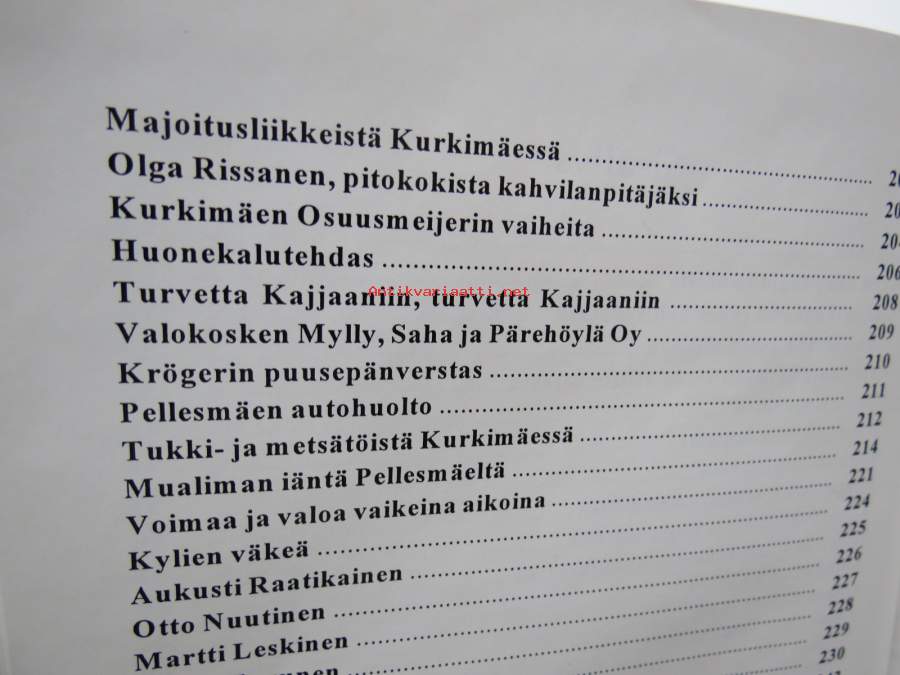 Majoitusliikkeistä Kurkimäessä
Olga Rissanen, pitokokista kahvilanpitäjäksi
Kurkimäen Osuusmeijerin vaiheita
Huonekalutehdas 206
Antikvariaatti.net
Turvetta Kajjaaniin, turvetta Kajjaaniin 208
Valokosken Mylly, Saha ja Pärehöylä Oy 209
Krögerin puusepänverstas 210
Pellesmäen autohuolto 211
Tukki- ja metsätöistä Kurkimäessä 212
Mualiman iäntä Pellesmäeltä 214
Voimaa ja valoa vaikeina aikoina 221
Kylien väkeä 224
Aukusti Raatikainen 225
Otto Nuutinen 226
Martti Leskinen 227
228
229
230